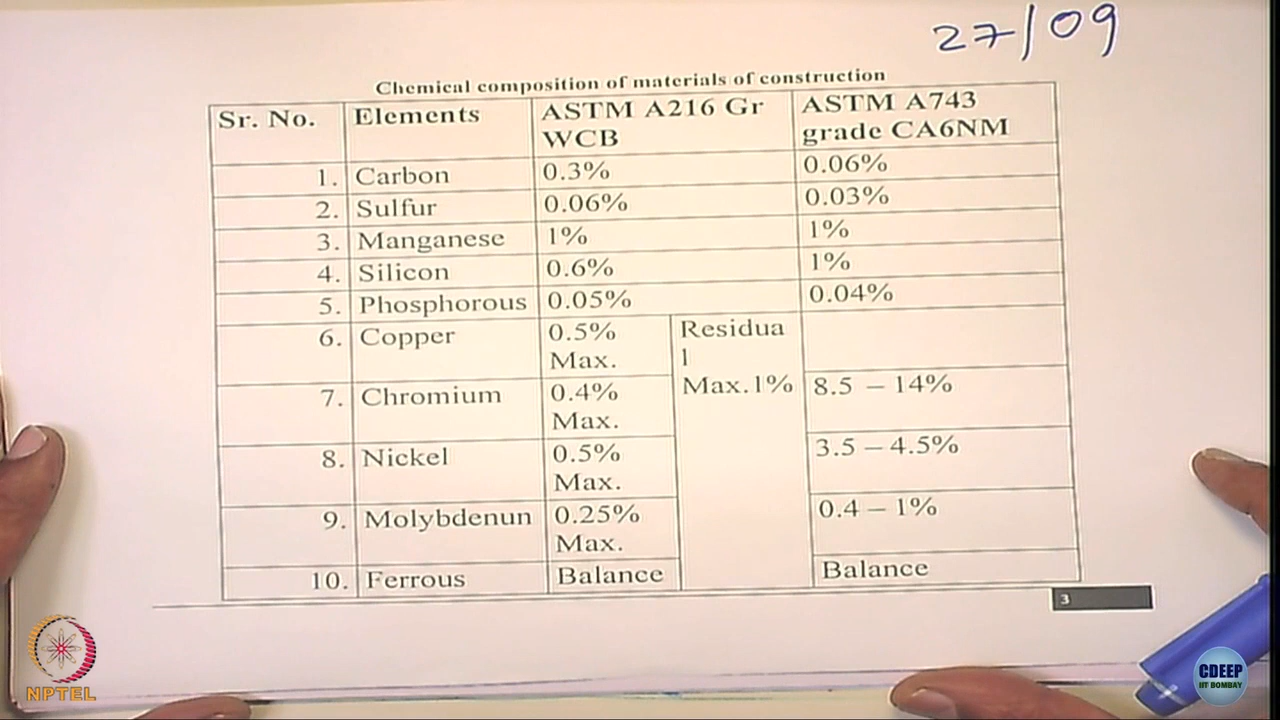 27/09
Chemical composition of materials of construction
Sr. No. Elements ASTM A216 Gr WCB ASTM A743 grade CA6NM
1. Carbon 0.3% 0.06%
2. Sulfur 0.06% 0.03%
3. Manganese 1% 1%
4. Silicon 0.6% 1%
5. Phosphorous 0.05% 0.04%
6. Copper 0.5% Max. Residua l Max.1%
7. Chromium 0.4% Max. 8.5 – 14%
8. Nickel 0.5% Max. 3.5 – 4.5%
9. Molybdenun 0.25% Max. 0.4 – 1%
10. Ferrous Balance Balance
3
NPTEL
CDEEP
IIT BOMBAY